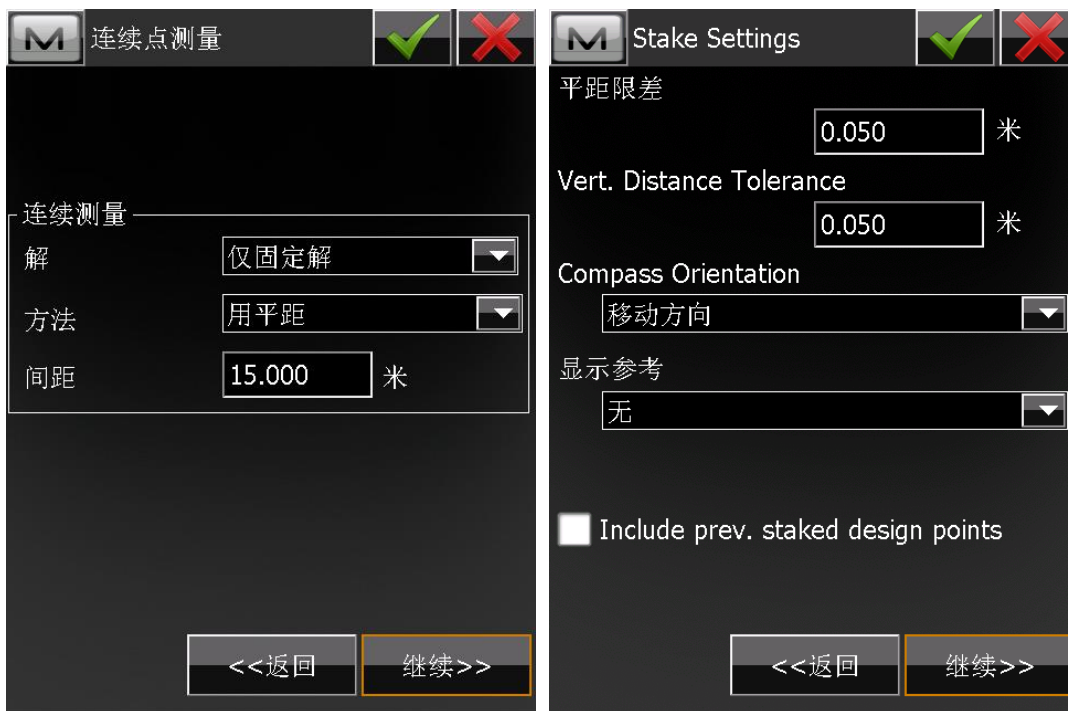 连续点测量
连续测量
解 仅固定解
方法 用平距
间距 15.000 米
<<返回 继续>>
Stake Settings
平距限差
0.050 米
Vert. Distance Tolerance
0.050 米
Compass Orientation
移动方向
显示参考
无
Include prev. staked design points
<<返回 继续>>